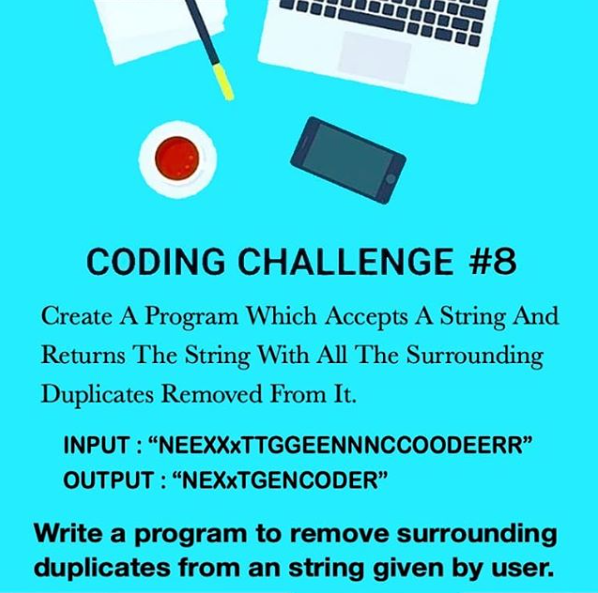 CODING CHALLENGE #8
Create A Program Which Accepts A String And
Returns The String With All The Surrounding
Duplicates Removed From It.
INPUT : “NEEXXxTTGGEENNNCCOODEERR”
OUTPUT : “NEXxTGENCODER”
Write a program to remove surrounding
duplicates from an string given by user.